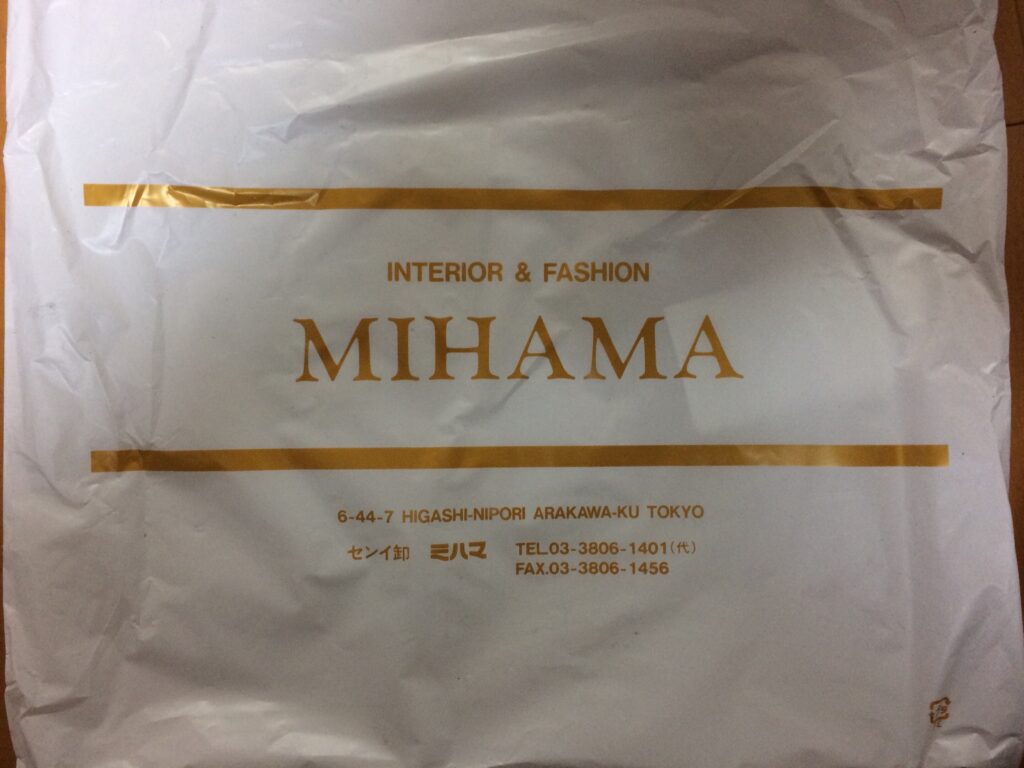 INTERIOR & FASHION
MIHAMA
6-44-7 HIGASHI-NIPORI ARAKAWA-KU TOKYO
センイ卸 ミハマ TEL.03-3806-1401(代)
FAX.03-3806-1456